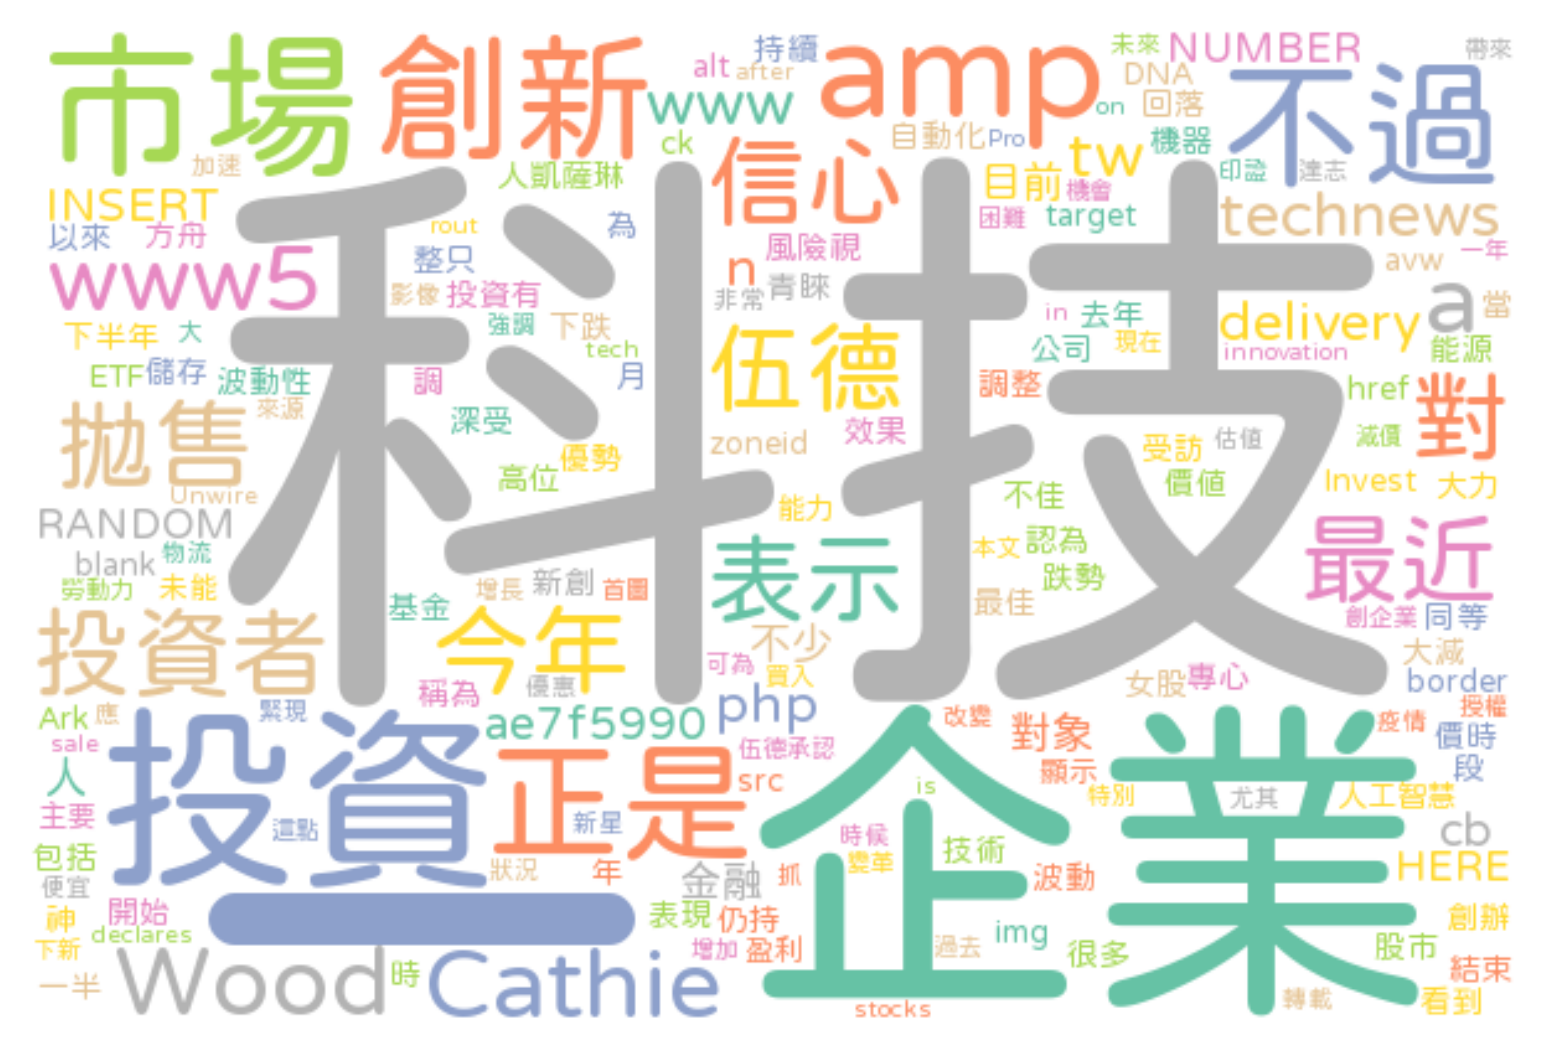 市場 創新 持續 amp 未來 NUMBER 帶來
alt after DNA
www on 回落 不過
加速 ck 自動化 Pro tw 機器
人凱薩琳 信心 目前 機會 印證 達志
INSERT rout 為 困難 target technews
以來 方舟 整只 風險視 avw 一年
www5 影像 投資有 n 非常 青睞 in 去年 delivery a 當
下半年 大 強調 下跌 tech 伍德 公司 現在 innovation 能源
ETF 儲存 波動性 調 月 調整 href 對
拋售 來源 深受 zoneid 效果 受訪 估值 減價
Unwire 高位 優勢 價值 Invest 大力
RANDOM 科技 能力 不佳 最近
blank 物流 表示 本文 認為
勞動力 未能 基金 增長 新創 首圖 最佳 跌勢 創企業 同等
投資者 今年 不少 大減
稱為 優惠 可為 買入 女股 專心 border
Ark 應 緊現 ae7f5990 php 改變 對象 疫情 授權
sale 伍德承認 價時
人 投資 正是 src is 顯示 段
主要 這點 新星 特別 尤其 人工智慧
包括 時候 技術 cb
便宜 狀況 年 金融 抓 變革 波動 HERE
神 開始 一 表現 仍持 企業 創辦
下新 declares 增加 盈利 過去 img 很多 股市
一半 Wood 時 Cathie 結束
stocks 轉載 看到